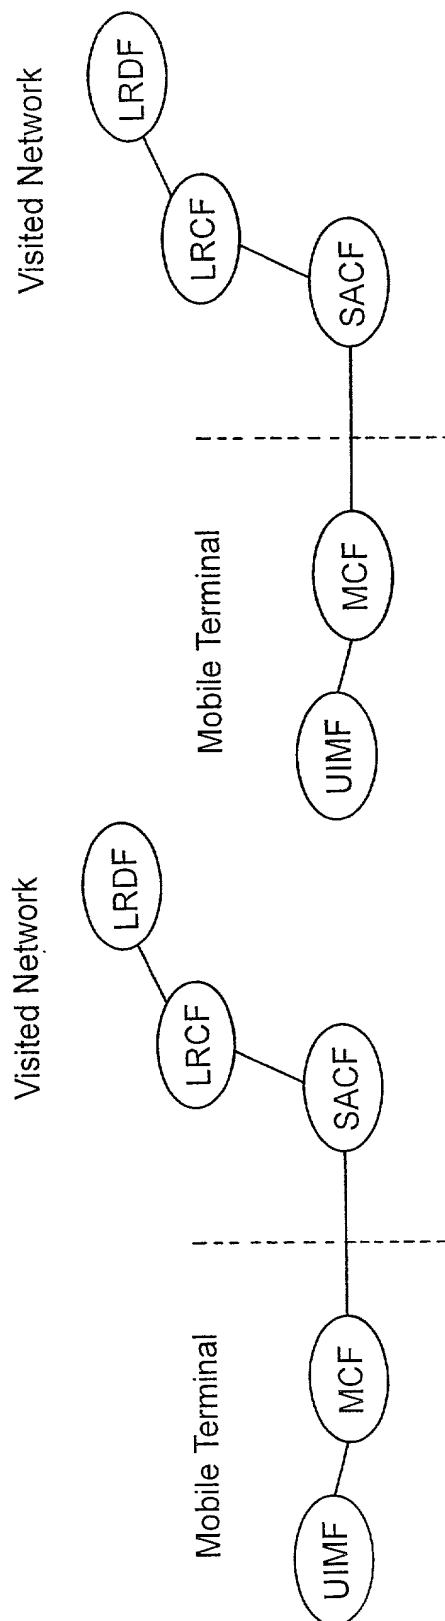 Visited Network
LRDF
LRCF
Mobile Terminal
UIMF
MCF
SACF
Visited Network
LRDF
LRCF
Mobile Terminal
UIMF
MCF
SACF